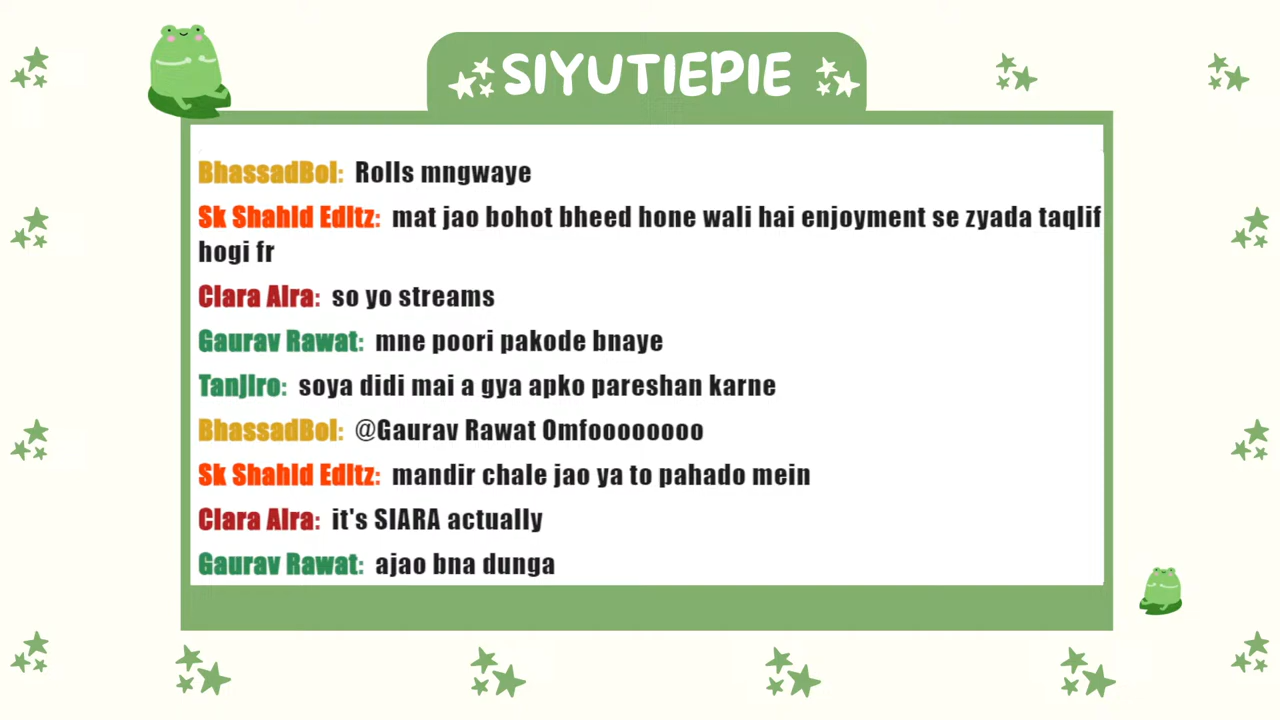 SIYUTIEPIE
BhassadBol: Rolls mngwaye
Sk Shahid Editz: mat jao bohot bheed hone wali hai enjoyment se zyada taqlif
hogi fr
Clara Aira: so yo streams
Gaurav Rawat: mne poori pakode bnaye
Tanjiro: soya didi mai a gya apko pareshan karne
BhassadBol: @Gaurav Rawat Omfoooooooo
Sk Shahid Editz: mandir chale jao ya to pahado mein
Clara Aira: it's SIARA actually
Gaurav Rawat: ajao bna dunga